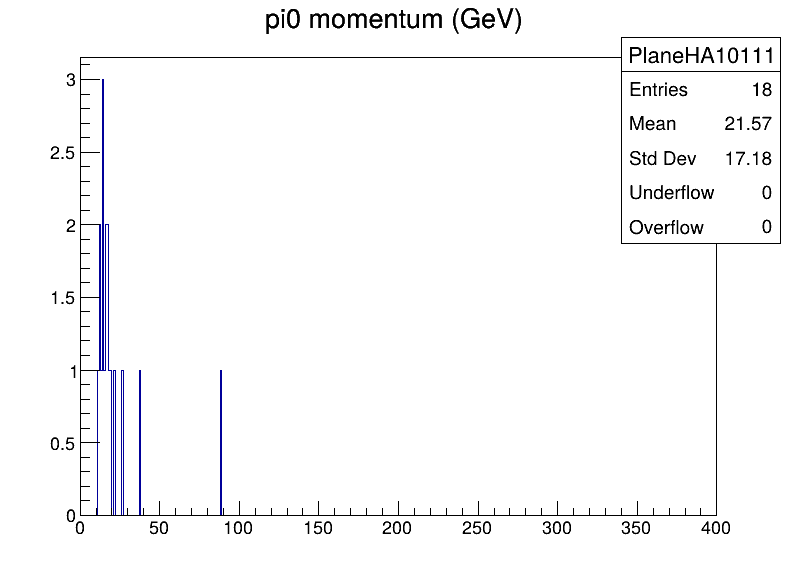 pi0 momentum (GeV)
PlaneHA10111
Entries 18
Mean 21.57
Std Dev 17.18
Underflow 0
Overflow 0
3
2.5
2
1.5
1
0.5
0
0 50 100 150 200 250 300 350 400